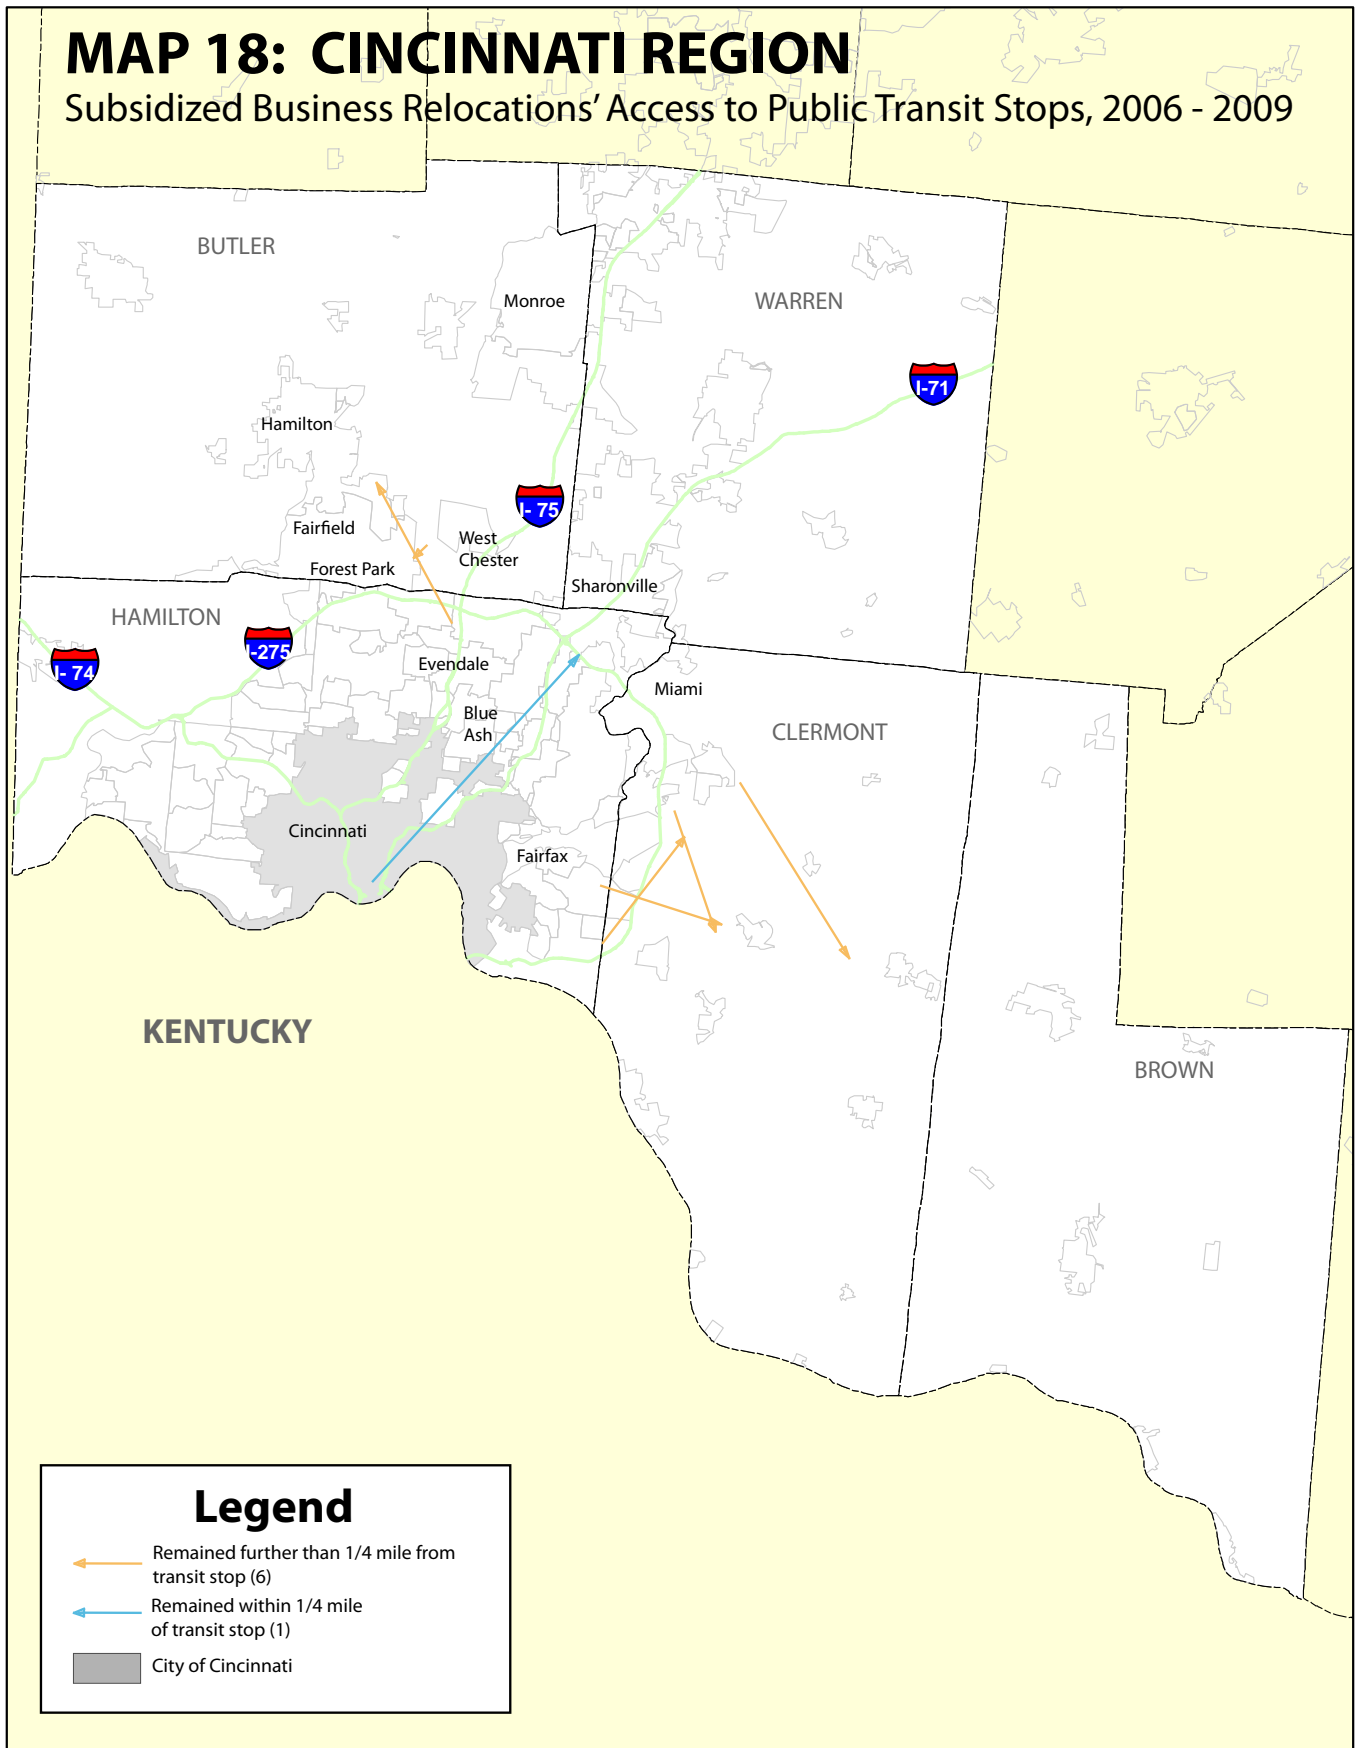 MAP 18: CINCINNATI REGION
Subsidized Business Relocations' Access to Public Transit Stops, 2006 - 2009
BUTLER
Monroe
WARREN
I-71
Hamilton
I- 75
Fairfield
West
Chester
Forest Park
Sharonville
HAMILTON
I-275
I- 74
Evendale
Miami
Blue
Ash
CLERMONT
Cincinnati
Fairfax
KENTUCKY
BROWN
Legend
Remained further than 1/4 mile from
transit stop (6)
Remained within 1/4 mile
of transit stop (1)
City of Cincinnati